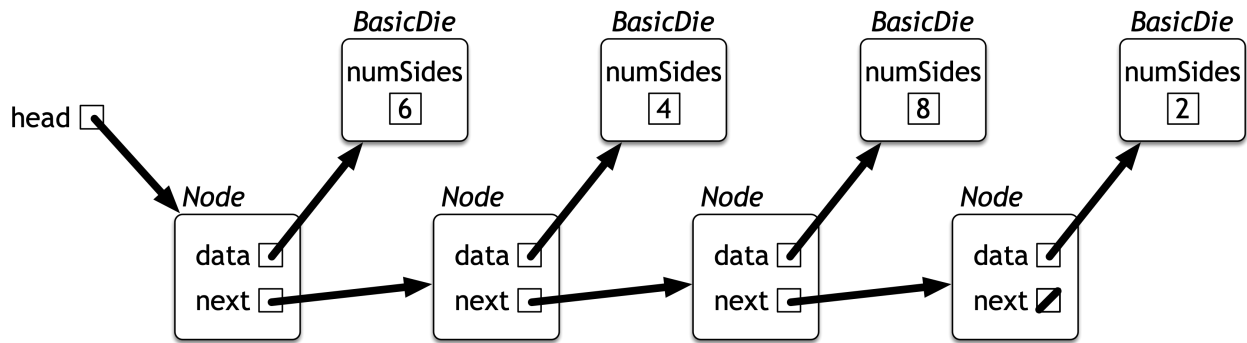 BasicDie BasicDie BasicDie BasicDie
numSides numSides numSides numSides
6 4 8 2
head
Node Node Node Node
data data data data
next next next next